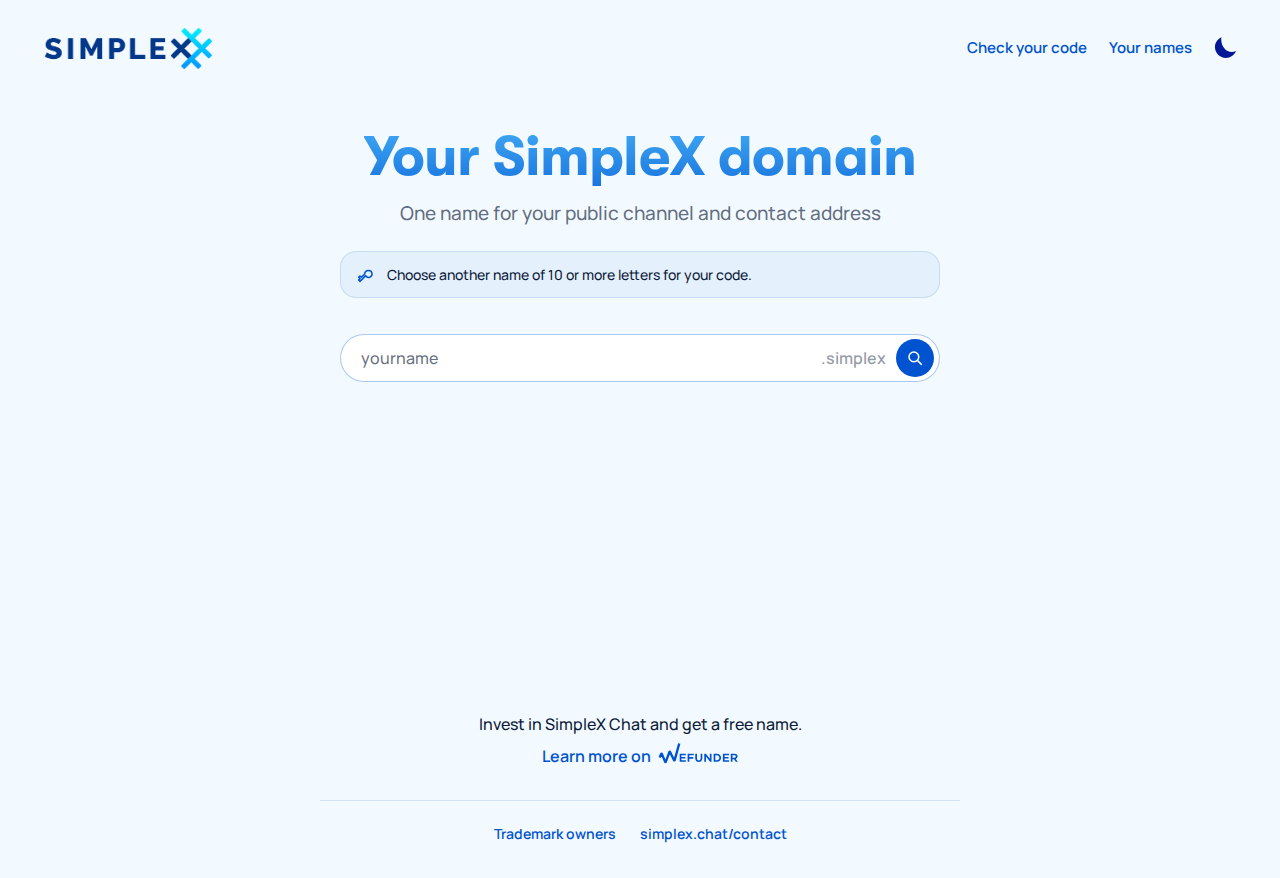 SIMPLEX
Check your code
Your names
Your SimpleX domain
One name for your public channel and contact address
Choose another name of 10 or more letters for your code.
yourname
.simplex
Invest in SimpleX Chat and get a free name.
Learn more on WEFUNDER
Trademark owners
simplex.chat/contact